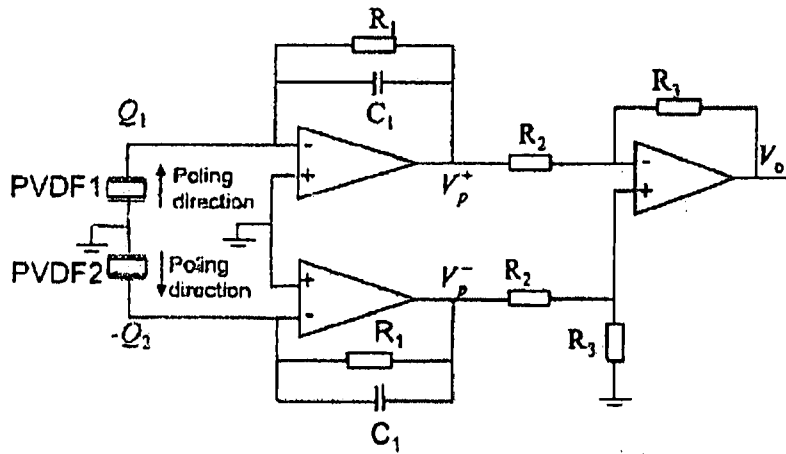 R₁
C₁
Q₁
R₃
R₂
-
+
-
+
Vₒ
PVDF1
Poling
direction
Vₚ⁺
PVDF2
Poling
direction
Vₚ⁻
R₂
+
-
-Q₂
R₁
R₃
C₁